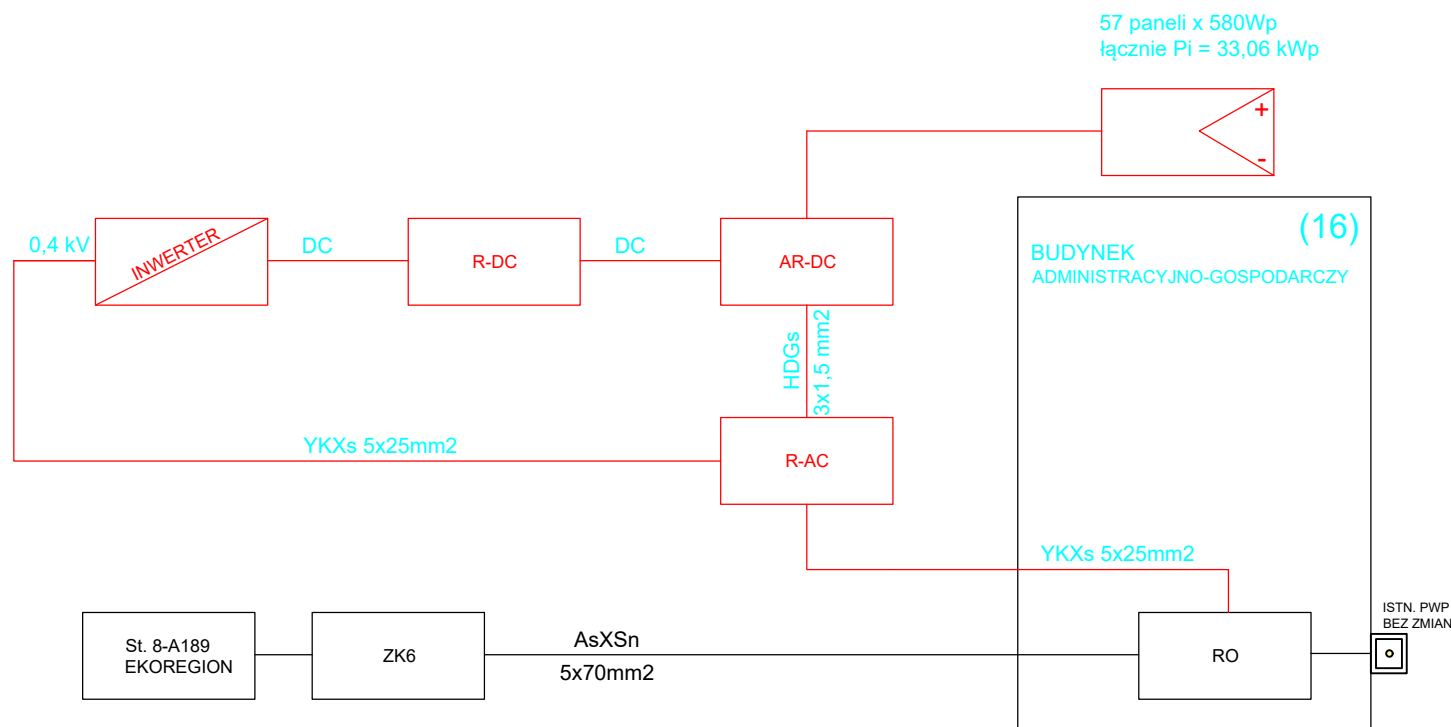 57 paneli x 580Wp
łącznie Pi = 33,06 kWp
+
-
(16)
BUDYNEK
ADMINISTRACYJNO-GOSPODARCZY
0,4 kV
INWERTER
DC
R-DC
DC
AR-DC
HDGs
3x1,5 mm2
YKXs 5x25mm2
R-AC
YKXs 5x25mm2
ISTN. PWP
BEZ ZMIAN
St. 8-A189
EKOREGION
ZK6
AsXSn
5x70mm2
RO